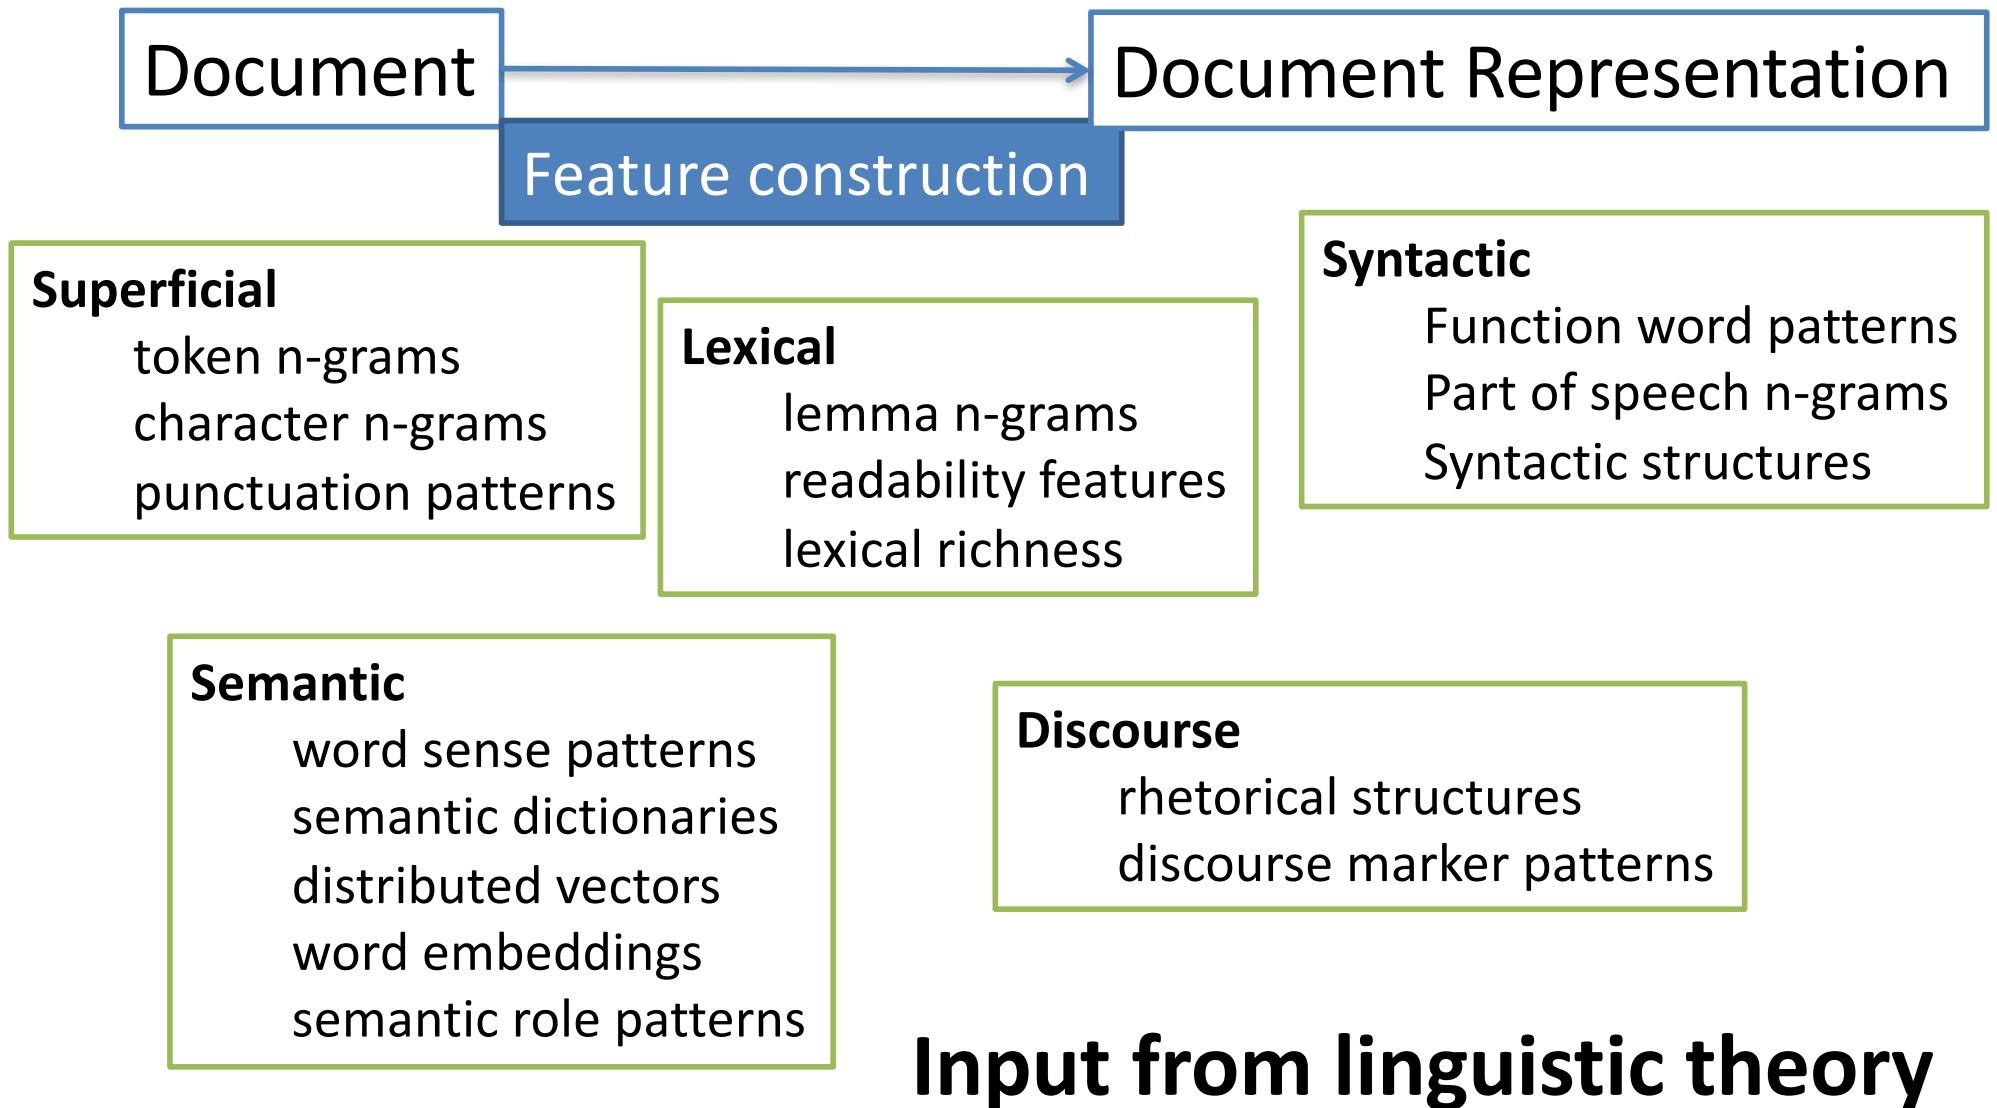 Document
Document Representation
Feature construction
Superficial
token n-grams
character n-grams
punctuation patterns
Lexical
lemma n-grams
readability features
lexical richness
Syntactic
Function word patterns
Part of speech n-grams
Syntactic structures
Semantic
word sense patterns
semantic dictionaries
distributed vectors
word embeddings
semantic role patterns
Discourse
rhetorical structures
discourse marker patterns
Input from linguistic theory